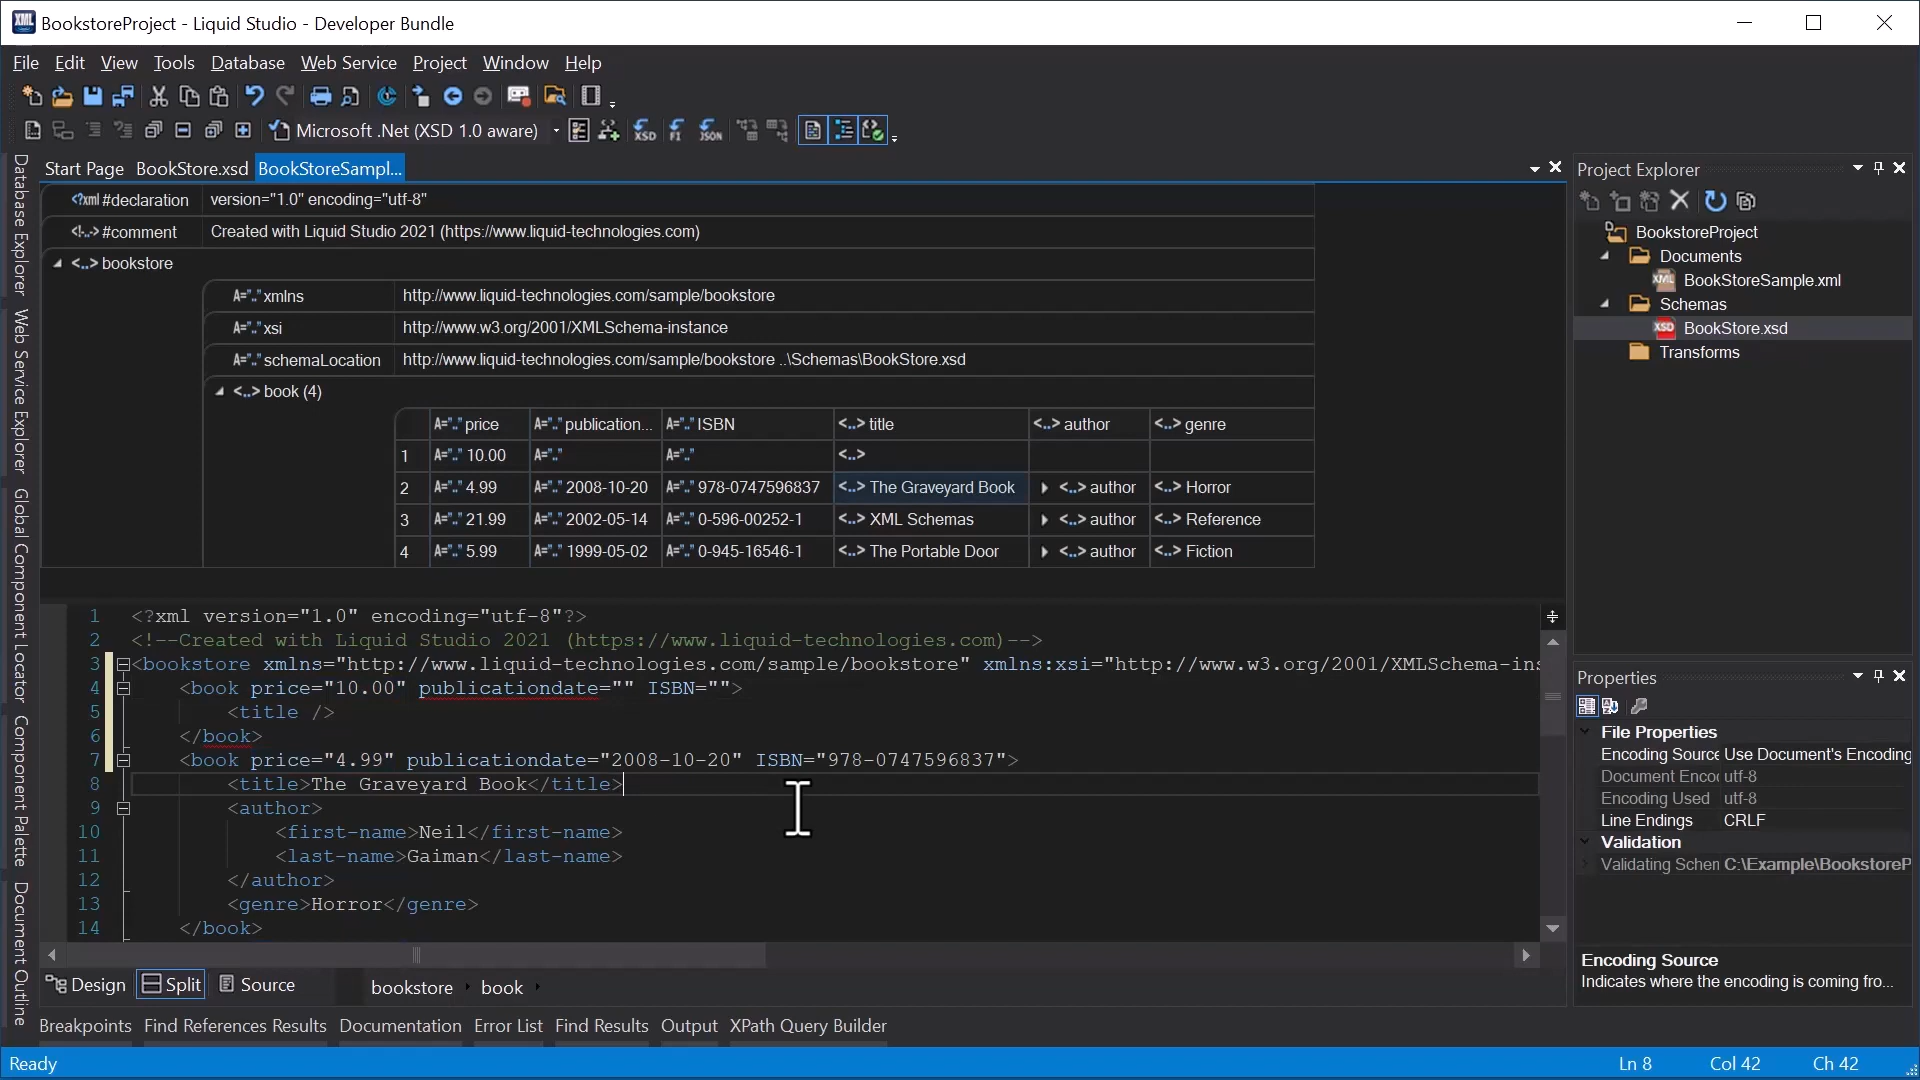 BookstoreProject - Liquid Studio - Developer Bundle
File Edit View Tools Database Web Service Project Window Help
Microsoft .Net (XSD 1.0 aware) XSD FI JSON
Start Page BookStore.xsd BookStoreSampl...
Database Explorer
Web Service Explorer
Global Component Locator
Component Palette
Document Outline
<?xml #declaration version="1.0" encoding="utf-8"
<!..> #comment Created with Liquid Studio 2021 (https://www.liquid-technologies.com)
<..> bookstore
A=".." xmlns http://www.liquid-technologies.com/sample/bookstore
A=".." xsi http://www.w3.org/2001/XMLSchema-instance
A=".." schemaLocation http://www.liquid-technologies.com/sample/bookstore ..\Schemas\BookStore.xsd
<..> book (4)
A=".." price A=".." publication... A=".." ISBN <..> title <..> author <..> genre
1 A=".." 10.00 A=".." A=".." <..>
2 A=".." 4.99 A=".." 2008-10-20 A=".." 978-0747596837 <..> The Graveyard Book <..> author <..> Horror
3 A=".." 21.99 A=".." 2002-05-14 A=".." 0-596-00252-1 <..> XML Schemas <..> author <..> Reference
4 A=".." 5.99 A=".." 1999-05-02 A=".." 0-945-16546-1 <..> The Portable Door <..> author <..> Fiction
1 <?xml version="1.0" encoding="utf-8"?>
2 <!--Created with Liquid Studio 2021 (https://www.liquid-technologies.com)-->
3 <bookstore xmlns="http://www.liquid-technologies.com/sample/bookstore" xmlns:xsi="http://www.w3.org/2001/XMLSchema-ins
4 <book price="10.00" publicationdate="" ISBN="">
5 <title />
6 </book>
7 <book price="4.99" publicationdate="2008-10-20" ISBN="978-0747596837">
8 <title>The Graveyard Book</title>
9 <author>
10 <first-name>Neil</first-name>
11 <last-name>Gaiman</last-name>
12 </author>
13 <genre>Horror</genre>
14 </book>
Design Split Source bookstore book
Breakpoints Find References Results Documentation Error List Find Results Output XPath Query Builder
Project Explorer
BookstoreProject
Documents
XML BookStoreSample.xml
Schemas
XSD BookStore.xsd
Transforms
Properties
File Properties
Encoding Source Use Document's Encoding
Document Enco utf-8
Encoding Used utf-8
Line Endings CRLF
Validation
Validating Schem C:\Example\BookstoreP
Encoding Source
Indicates where the encoding is coming fro...
Ready Ln 8 Col 42 Ch 42